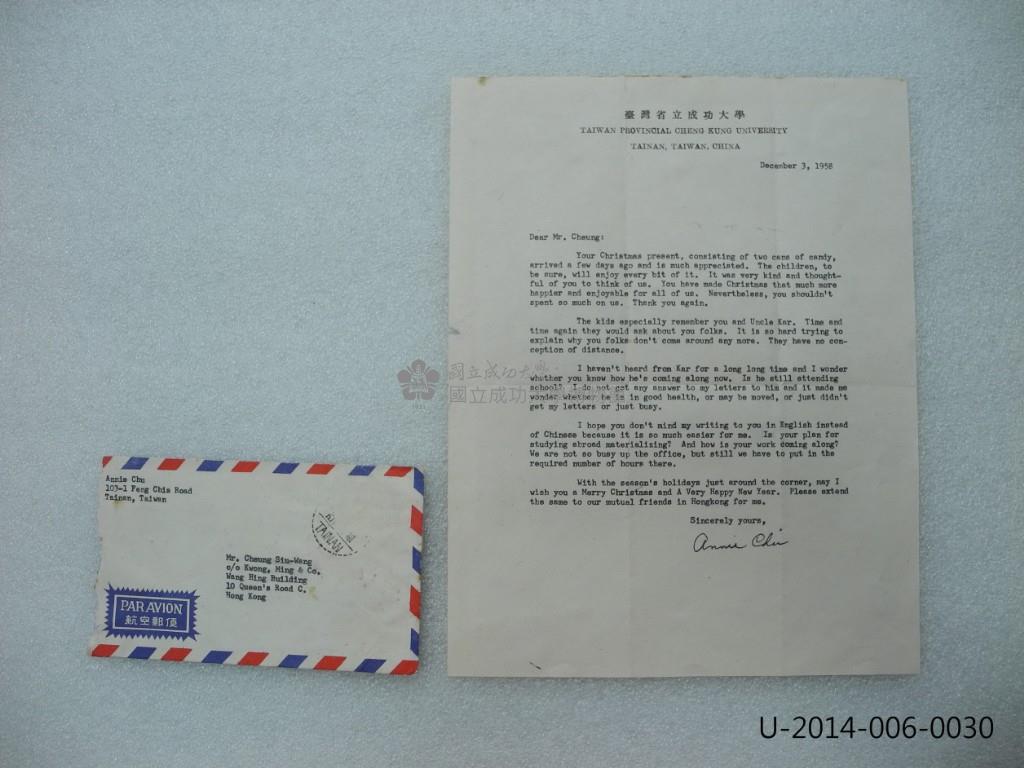 臺灣省立成功大學
TAIWAN PROVINCIAL CHENG KUNG UNIVERSITY
TAINAN, TAIWAN, CHINA
December 3, 1958
Dear Mr. Cheung:
Your Christmas present, consisting of two cans of candy,
arrived a few days ago and is much appreciated. The children, to
be sure, will enjoy every bit of it. It was very kind and thought-
ful of you to think of us. You have made Christmas that much more
happier and enjoyable for all of us. Nevertheless, you shouldn't
spent so much on us. Thank you again.
The kids especially remember you and Uncle Kar. Time and
time again they would ask about you folks. It is so hard trying to
explain why you folks don't come around any more. They have no con-
ception of distance.
I haven't heard from Kar for a long long time and I wonder
whether you know how he's coming along now. Is he still attending
school? I do not get any answer to my letters to him and it made me
wonder whether he is in good health, or may be moved, or just didn't
get my letters or just busy.
I hope you don't mind my writing to you in English instead
of Chinese because it is so much easier for me. Is your plan for
studying abroad materializing? And how is your work coming along?
We are not so busy up the office, but still we have to put in the
required number of hours there.
With the season's holidays just around the corner, may I
wish you a Merry Christmas and A Very Happy New Year. Please extend
the same to our mutual friends in Hongkong for me.
Sincerely yours,
Annie Chu
國立成功大學
國立成功
1931
Annie Chu
103-1 Feng Chia Road
Tainan, Taiwan
TAINAN
Mr. Cheung Siu-Wang
c/o Kwong, Ming & Co.
Wang Hing Building
10 Queen's Road C.
Hong Kong
PAR AVION
航空郵便
U-2014-006-0030